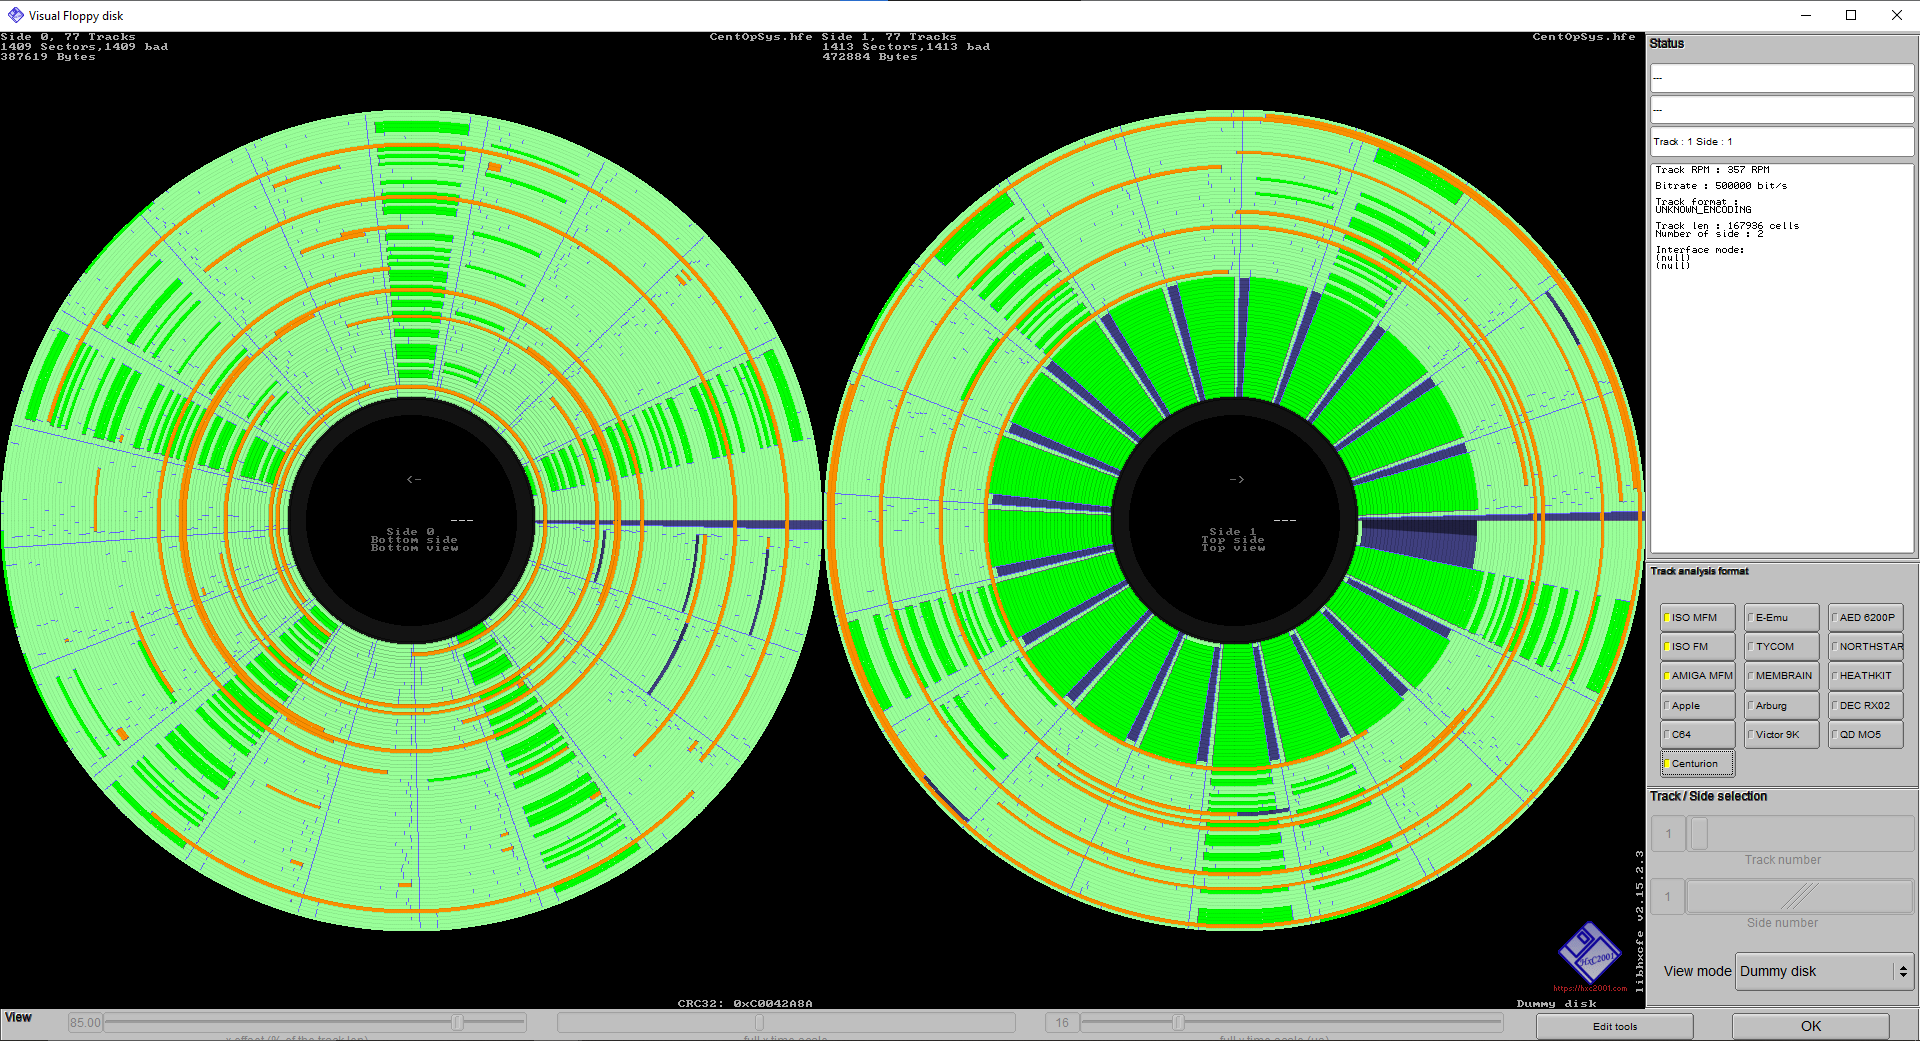 Visual Floppy disk
Side 0, 77 Tracks
1409 Sectors,1409 bad
387619 Bytes
CentOpSys.hfe
Side 1, 77 Tracks
1413 Sectors,1413 bad
472884 Bytes
CentOpSys.hfe
<-
---
Side 0
Bottom side
Bottom view
->
---
Side 1
Top side
Top view
CRC32: 0xC0042A8A
Dummy disk
libhxcfe v2.15.2.3
HxC2001
https://hxc2001.com
Status
---
---
Track : 1 Side : 1
Track RPM : 357 RPM
Bitrate : 500000 bit/s
Track format :
UNKNOWN_ENCODING
Track len : 167936 cells
Number of side : 2
Interface mode:
(null)
(null)
Track analysis format
ISO MFM
E-Emu
AED 6200P
ISO FM
TYCOM
NORTHSTAR
AMIGA MFM
MEMBRAIN
HEATHKIT
Apple
Arburg
DEC RX02
C64
Victor 9K
QD MO5
Centurion
Track / Side selection
1
Track number
1
Side number
View mode
Dummy disk
View
85.00
16
Edit tools
OK